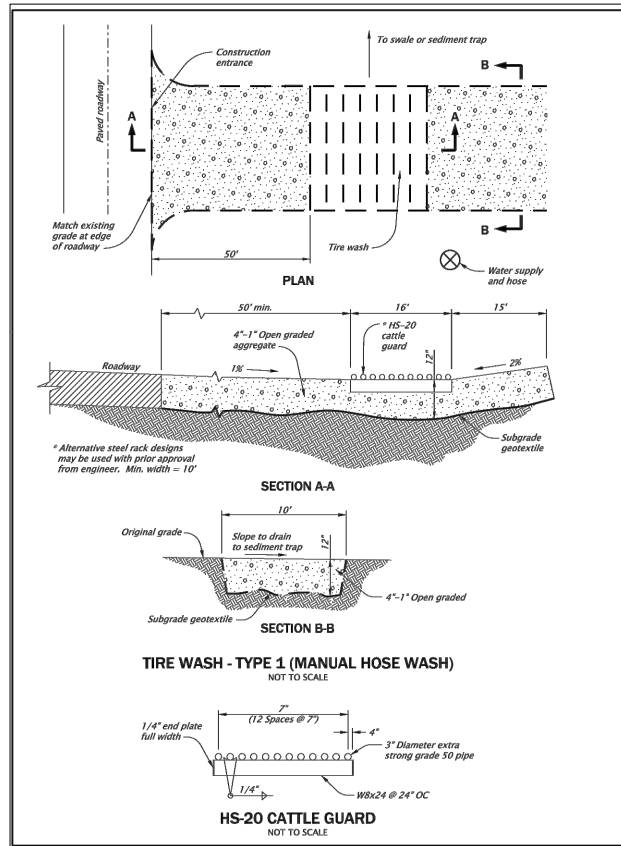 To swale or sediment trap
Construction
entrance
B
A
A
Paved roadway
Match existing
grade at edge
of roadway
50'
Tire wash
B
PLAN
Water supply
and hose
50' min.
16'
15'
4"-1" Open graded
aggregate
* HS-20
cattle
guard
12"
Roadway
1%
2%
* Alternative steel rack designs
may be used with prior approval
from engineer. Min. width = 10'
Subgrade
geotextile
SECTION A-A
10'
Original grade
Slope to drain
to sediment trap
12"
4"-1" Open graded
Subgrade geotextile
SECTION B-B
TIRE WASH - TYPE 1 (MANUAL HOSE WASH)
NOT TO SCALE
7"
(12 Spaces @ 7")
1/4" end plate
full width
4"
3" Diameter extra
strong grade 50 pipe
1/4"
W8x24 @ 24" OC
HS-20 CATTLE GUARD
NOT TO SCALE